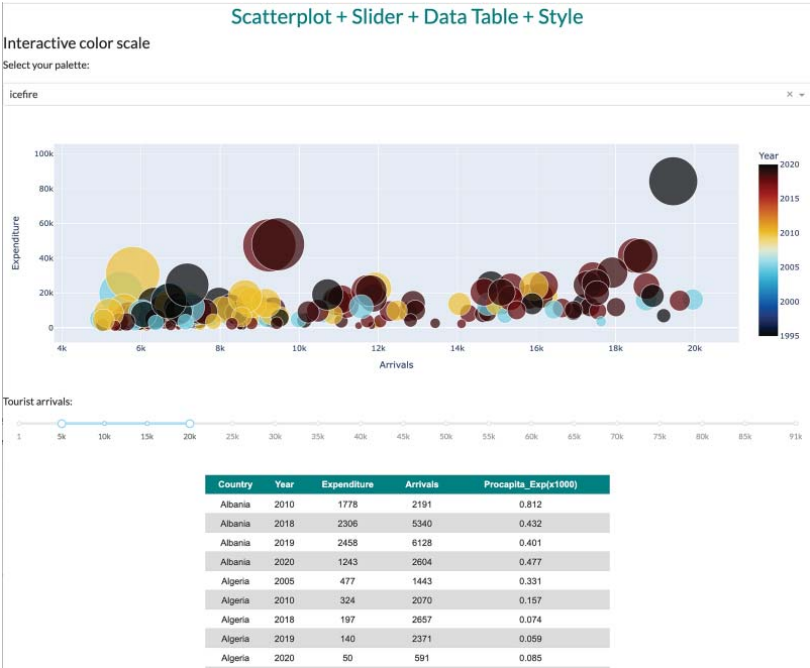 Scatterplot + Slider + Data Table + Style
Interactive color scale
Select your palette:
icefire
Year
100k
80k
60k
40k
20k
0
Expenditure
4k 6k 8k 10k 12k 14k 16k 18k 20k
Arrivals
2020
2015
2010
2005
2000
1995
Tourist arrivals:
1 5k 10k 15k 20k 25k 30k 35k 40k 45k 50k 55k 60k 65k 70k 75k 80k 85k 91k
Country Year Expenditure Arrivals Procapita_Exp(x1000)
Albania 2010 1778 2191 0.812
Albania 2018 2306 5340 0.432
Albania 2019 2458 6128 0.401
Albania 2020 1243 2604 0.477
Algeria 2005 477 1443 0.331
Algeria 2010 324 2070 0.157
Algeria 2018 197 2657 0.074
Algeria 2019 140 2371 0.059
Algeria 2020 50 591 0.085